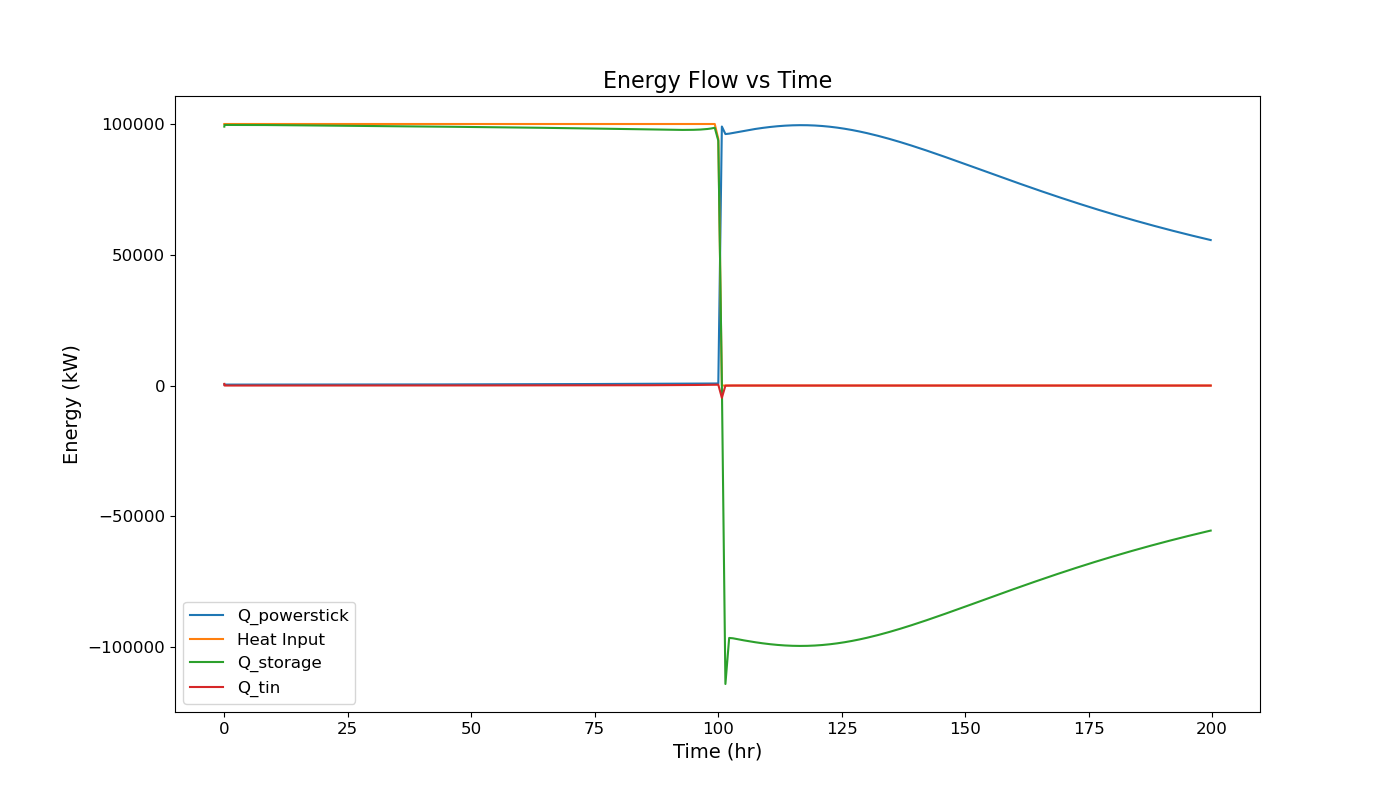 Energy Flow vs Time
100000
50000
0
−50000
−100000
Energy (kW)
Q_powerstick
Heat Input
Q_storage
Q_tin
0 25 50 75 100 125 150 175 200
Time (hr)